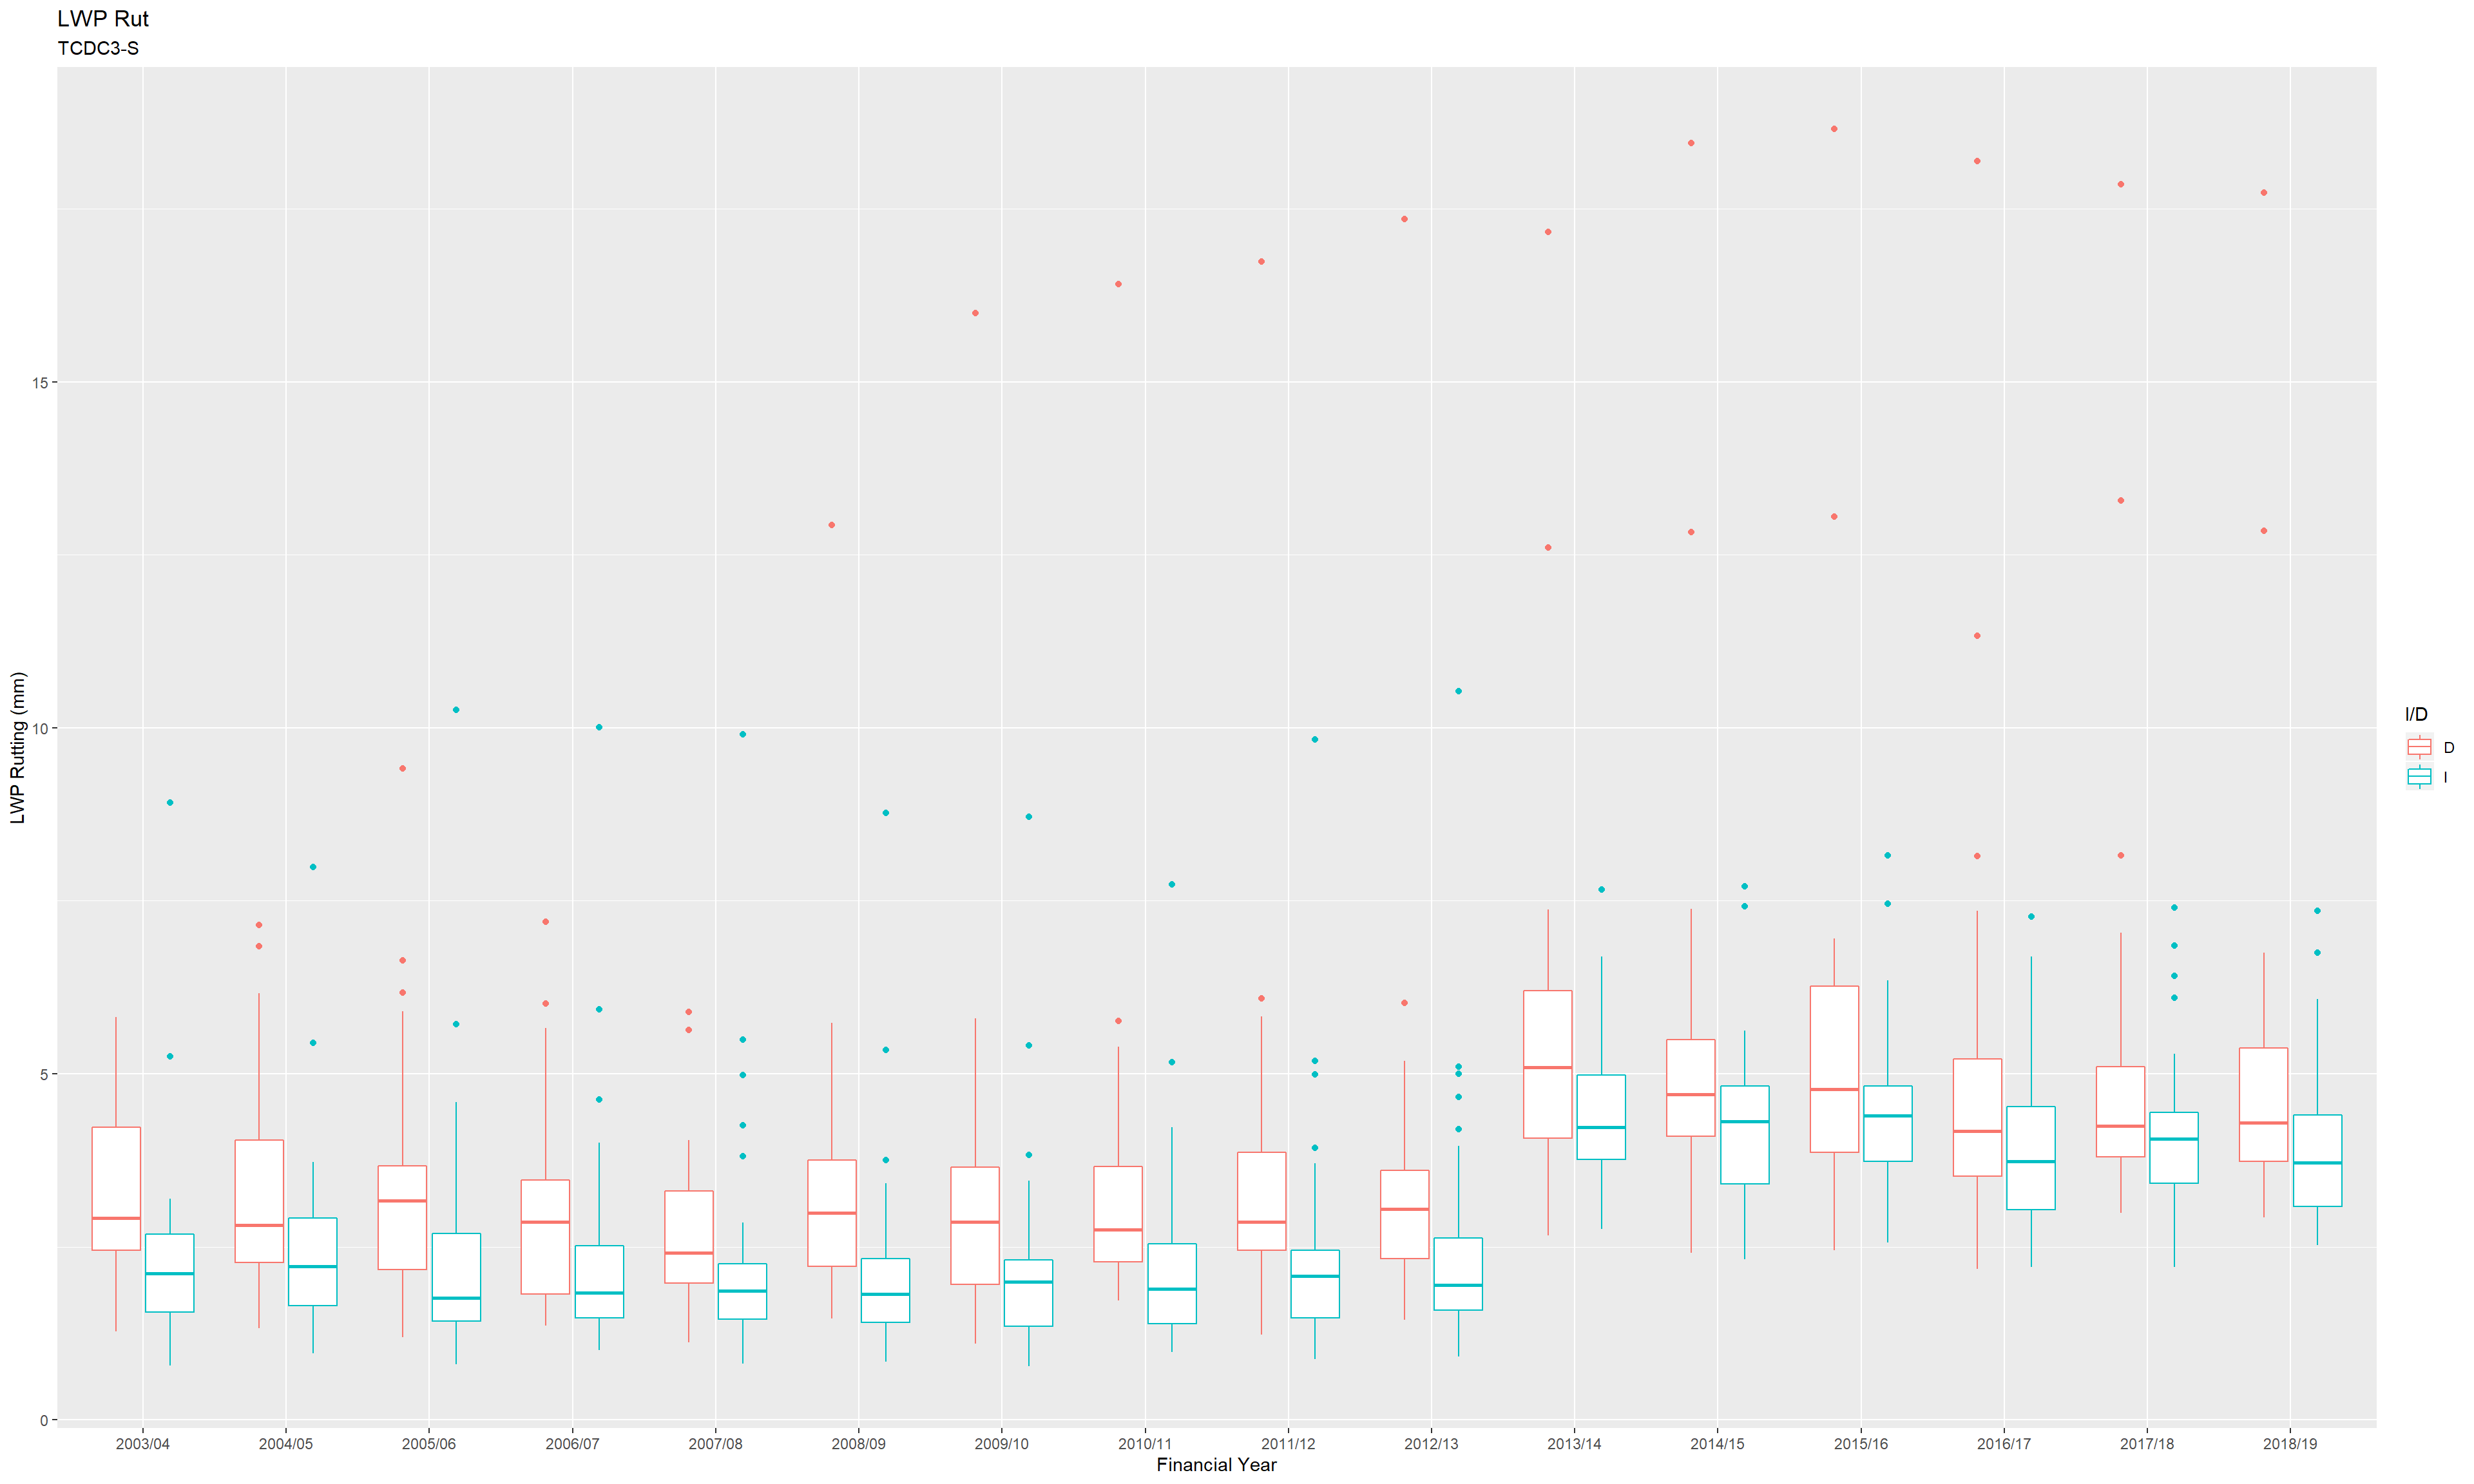 LWP Rut
TCDC3-S
LWP Rutting (mm)
15
10
5
0
2003/04 2004/05 2005/06 2006/07 2007/08 2008/09 2009/10 2010/11 2011/12 2012/13 2013/14 2014/15 2015/16 2016/17 2017/18 2018/19
Financial Year
I/D
D
I